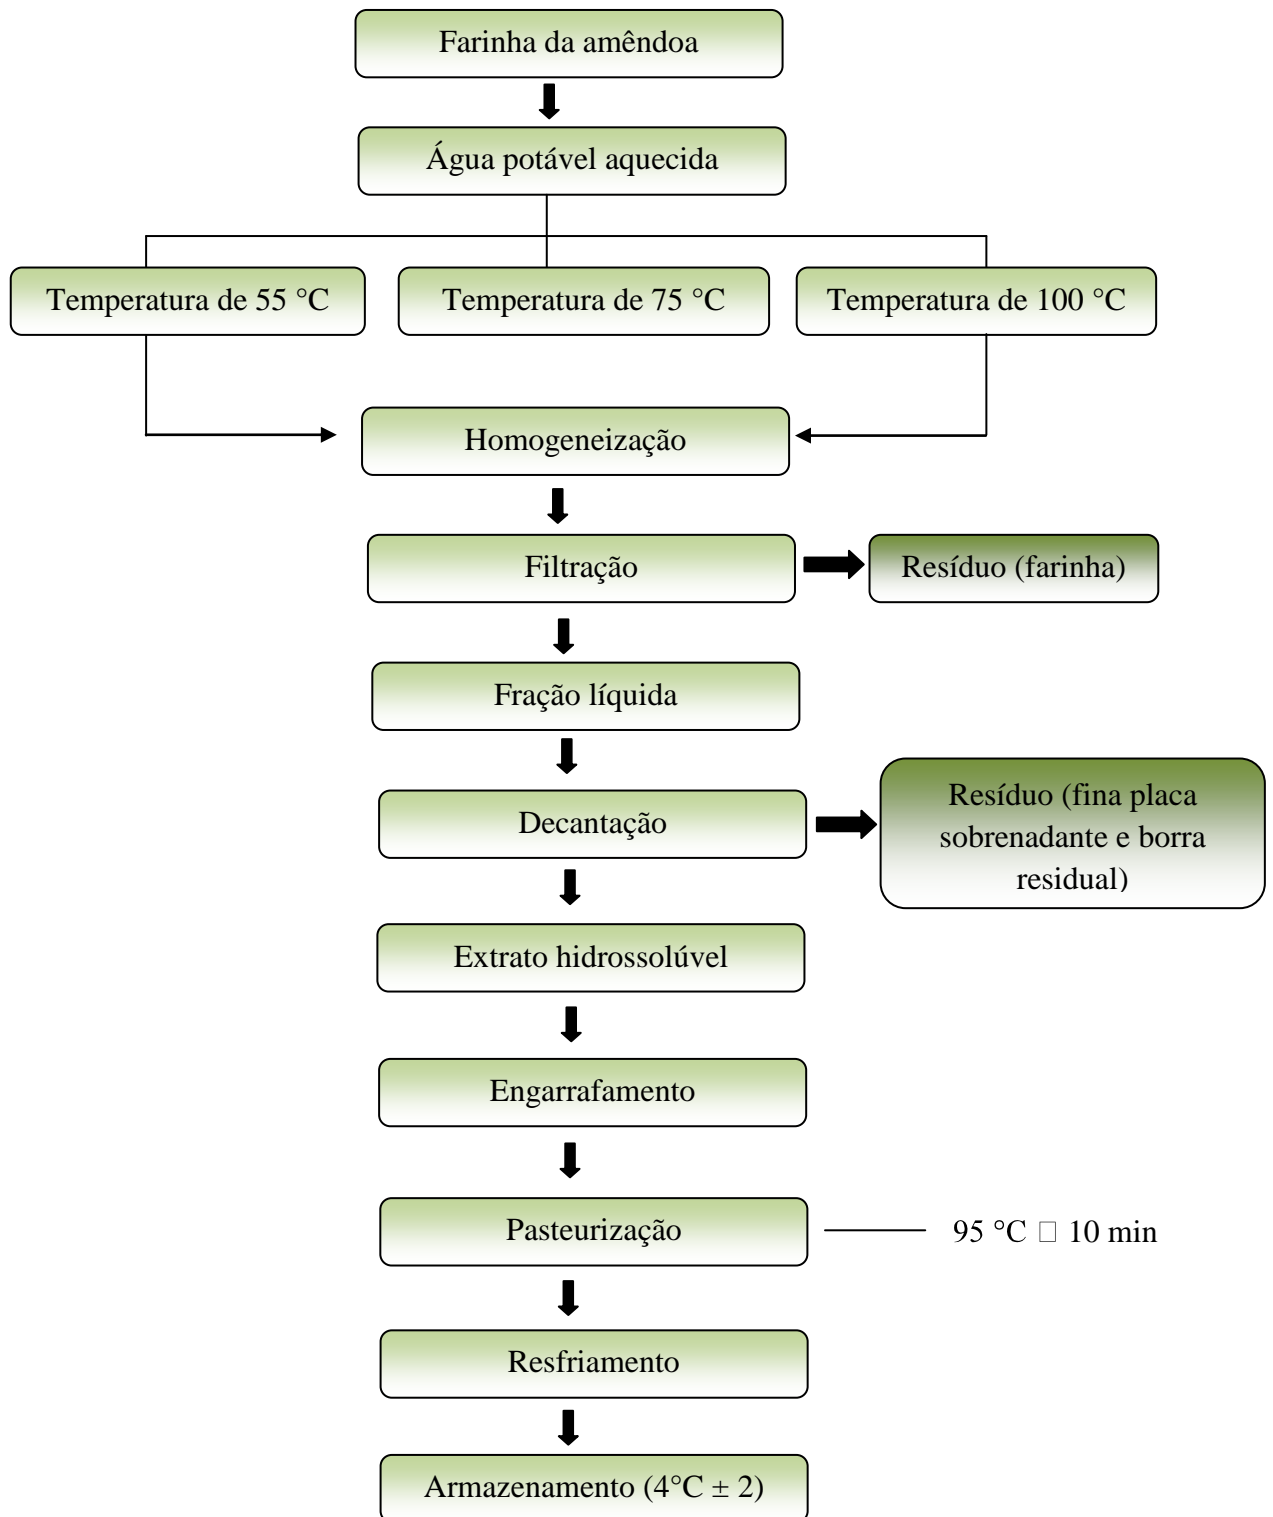 Farinha da amêndoa
Água potável aquecida
Temperatura de 55 °C
Temperatura de 75 °C
Temperatura de 100 °C
Homogeneização
Filtração
Resíduo (farinha)
Fração líquida
Decantação
Resíduo (fina placa
sobrenadante e borra
residual)
Extrato hidrossolúvel
Engarrafamento
Pasteurização
95 °C □ 10 min
Resfriamento
Armazenamento (4°C ± 2)